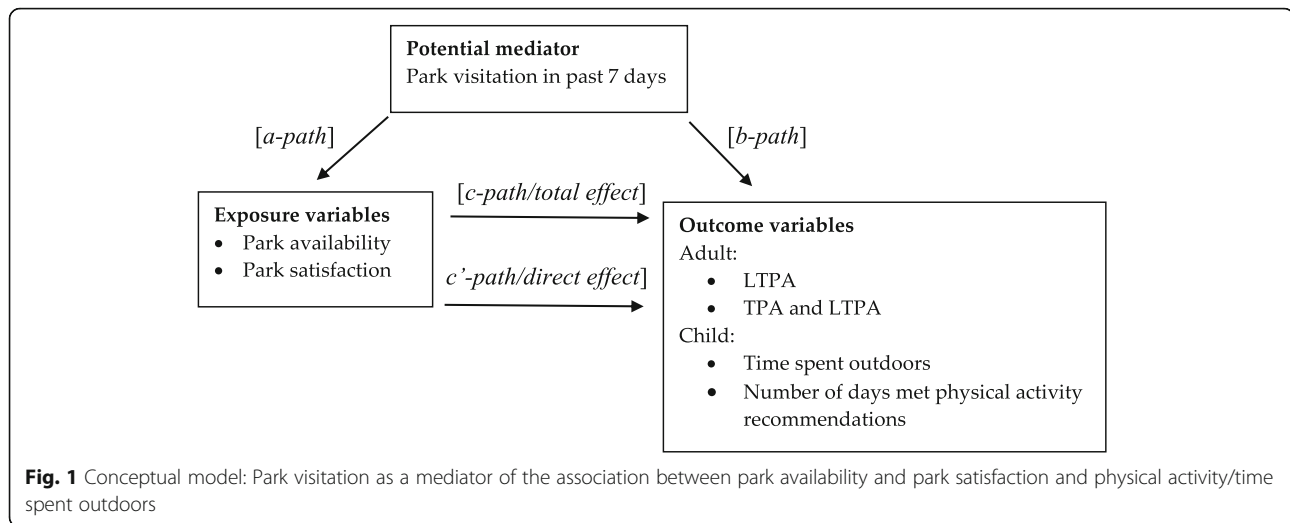 Potential mediator
Park visitation in past 7 days
[a-path]
[b-path]
[c-path/total effect]
Exposure variables
• Park availability
• Park satisfaction
c’-path/direct effect]
Outcome variables
Adult:
• LTPA
• TPA and LTPA
Child:
• Time spent outdoors
• Number of days met physical activity
recommendations
Fig. 1 Conceptual model: Park visitation as a mediator of the association between park availability and park satisfaction and physical activity/time
spent outdoors